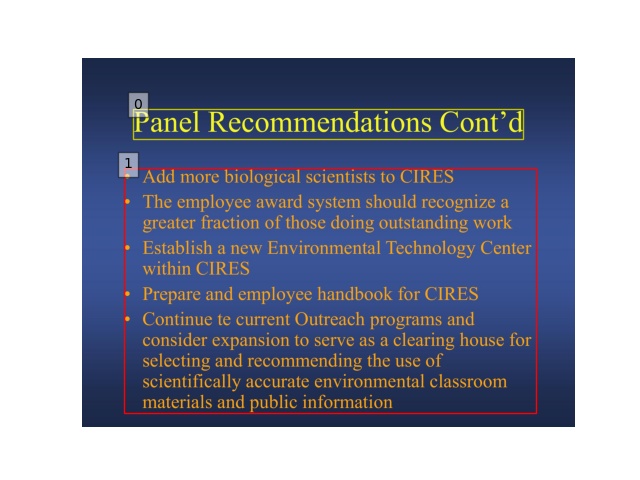 0
Panel Recommendations Cont’d
1
• Add more biological scientists to CIRES
• The employee award system should recognize a
greater fraction of those doing outstanding work
• Establish a new Environmental Technology Center
within CIRES
• Prepare and employee handbook for CIRES
• Continue te current Outreach programs and
consider expansion to serve as a clearing house for
selecting and recommending the use of
scientifically accurate environmental classroom
materials and public information